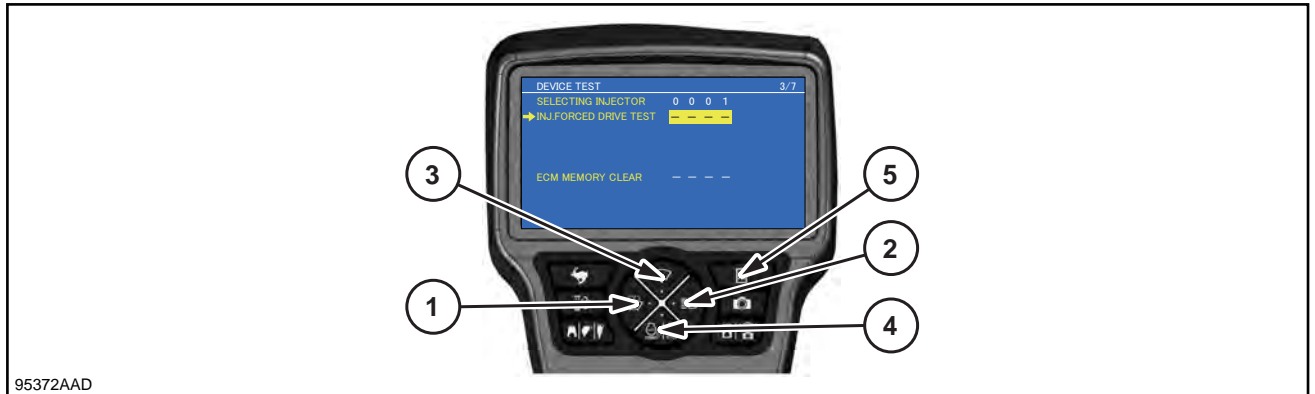 DEVICE TEST 3/7
SELECTING INJECTOR 0 0 0 1
INJ.FORCED DRIVE TEST – – – –
ECM MEMORY CLEAR – – – –
3
5
2
1
4
95372AAD